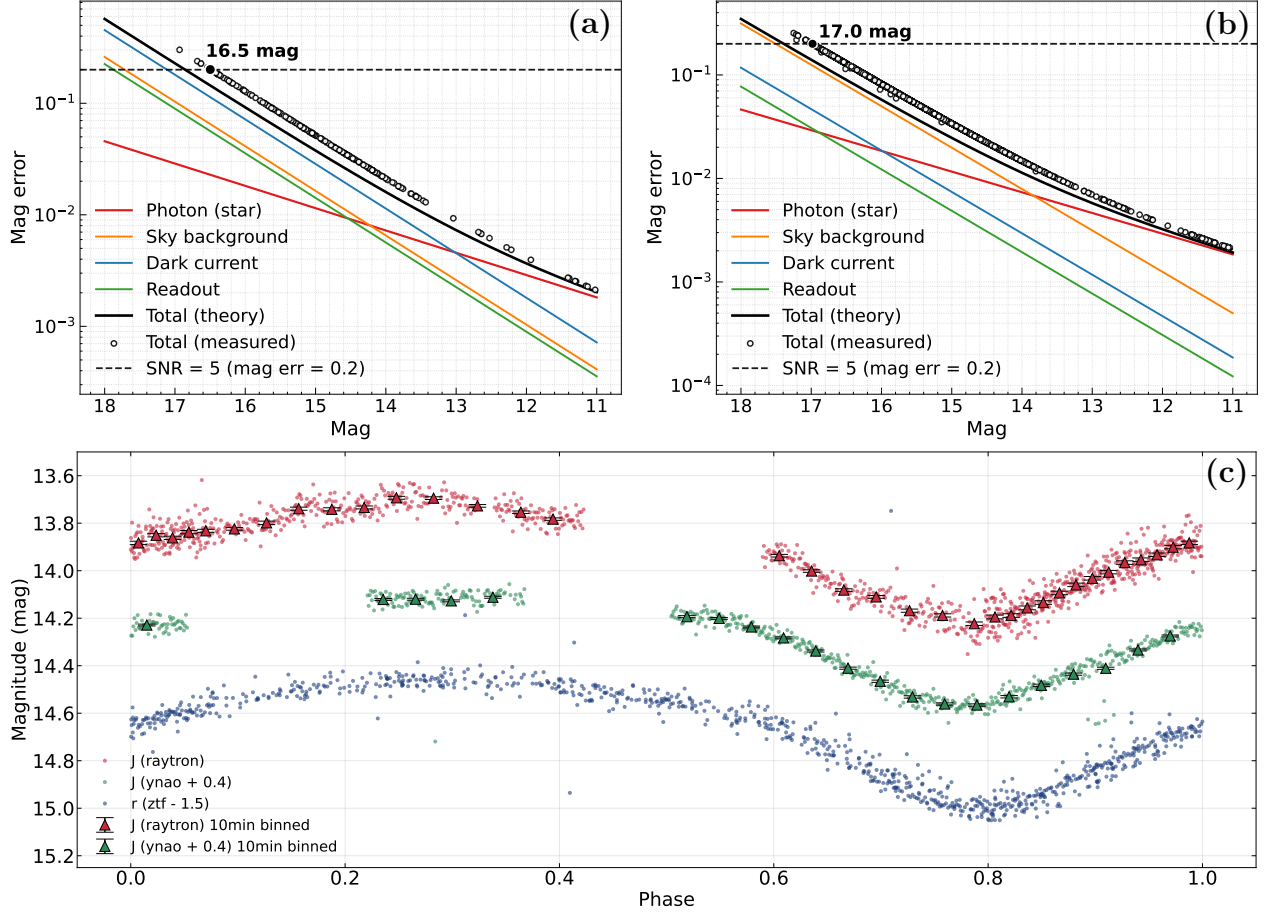 (a)
16.5 mag
Mag error
10⁻¹
10⁻²
10⁻³
Photon (star)
Sky background
Dark current
Readout
Total (theory)
Total (measured)
SNR = 5 (mag err = 0.2)
18 17 16 15 14 13 12 11
Mag
(b)
17.0 mag
Mag error
10⁻¹
10⁻²
10⁻³
10⁻⁴
Photon (star)
Sky background
Dark current
Readout
Total (theory)
Total (measured)
SNR = 5 (mag err = 0.2)
18 17 16 15 14 13 12 11
Mag
(c)
Magnitude (mag)
13.6
13.8
14.0
14.2
14.4
14.6
14.8
15.0
15.2
J (raytron)
J (ynao + 0.4)
r (ztf - 1.5)
J (raytron) 10min binned
J (ynao + 0.4) 10min binned
0.0 0.2 0.4 0.6 0.8 1.0
Phase